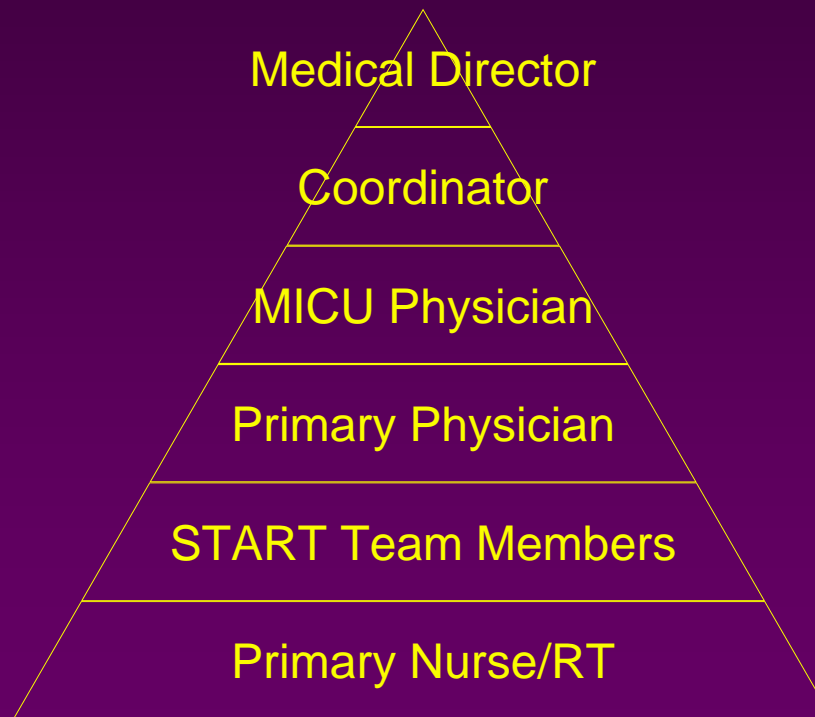 Medical Director
Coordinator
MICU Physician
Primary Physician
START Team Members
Primary Nurse/RT